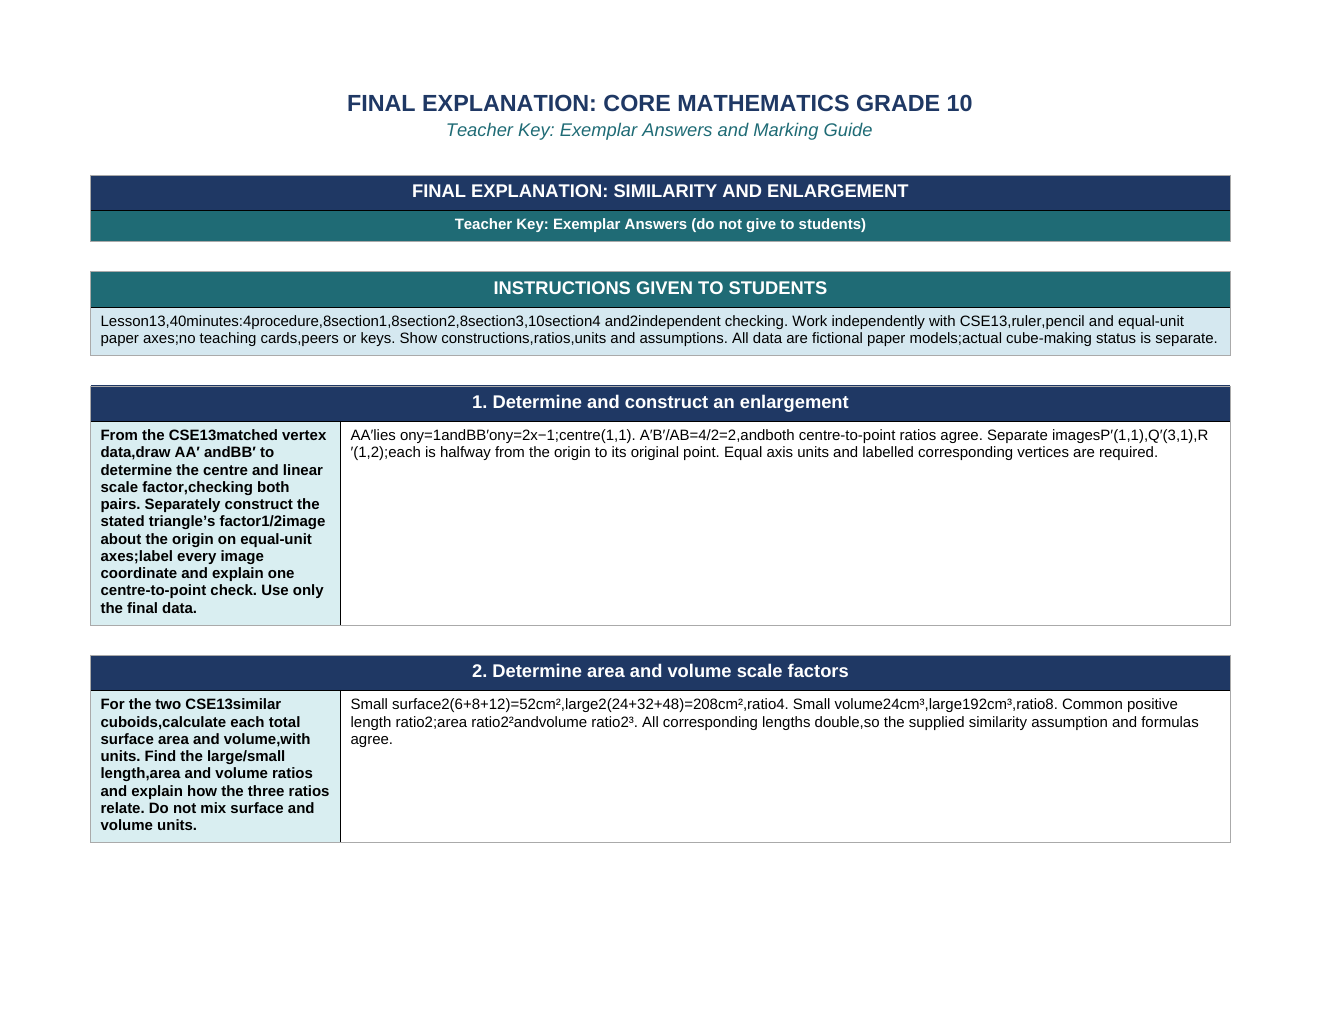 FINAL EXPLANATION: CORE MATHEMATICS GRADE 10
Teacher Key: Exemplar Answers and Marking Guide
FINAL EXPLANATION: SIMILARITY AND ENLARGEMENT
Teacher Key: Exemplar Answers (do not give to students)
INSTRUCTIONS GIVEN TO STUDENTS
Lesson13,40minutes:4procedure,8section1,8section2,8section3,10section4 and2independent checking. Work independently with CSE13,ruler,pencil and equal-unit
paper axes;no teaching cards,peers or keys. Show constructions,ratios,units and assumptions. All data are fictional paper models;actual cube-making status is separate.
1. Determine and construct an enlargement
From the CSE13matched vertex
data,draw AA′ andBB′ to
determine the centre and linear
scale factor,checking both
pairs. Separately construct the
stated triangle’s factor1/2image
about the origin on equal-unit
axes;label every image
coordinate and explain one
centre-to-point check. Use only
the final data.
AA′lies ony=1andBB′ony=2x−1;centre(1,1). A′B′/AB=4/2=2,andboth centre-to-point ratios agree. Separate imagesP′(1,1),Q′(3,1),R
′(1,2);each is halfway from the origin to its original point. Equal axis units and labelled corresponding vertices are required.
2. Determine area and volume scale factors
For the two CSE13similar
cuboids,calculate each total
surface area and volume,with
units. Find the large/small
length,area and volume ratios
and explain how the three ratios
relate. Do not mix surface and
volume units.
Small surface2(6+8+12)=52cm²,large2(24+32+48)=208cm²,ratio4. Small volume24cm³,large192cm³,ratio8. Common positive
length ratio2;area ratio2²andvolume ratio2³. All corresponding lengths double,so the supplied similarity assumption and formulas
agree.